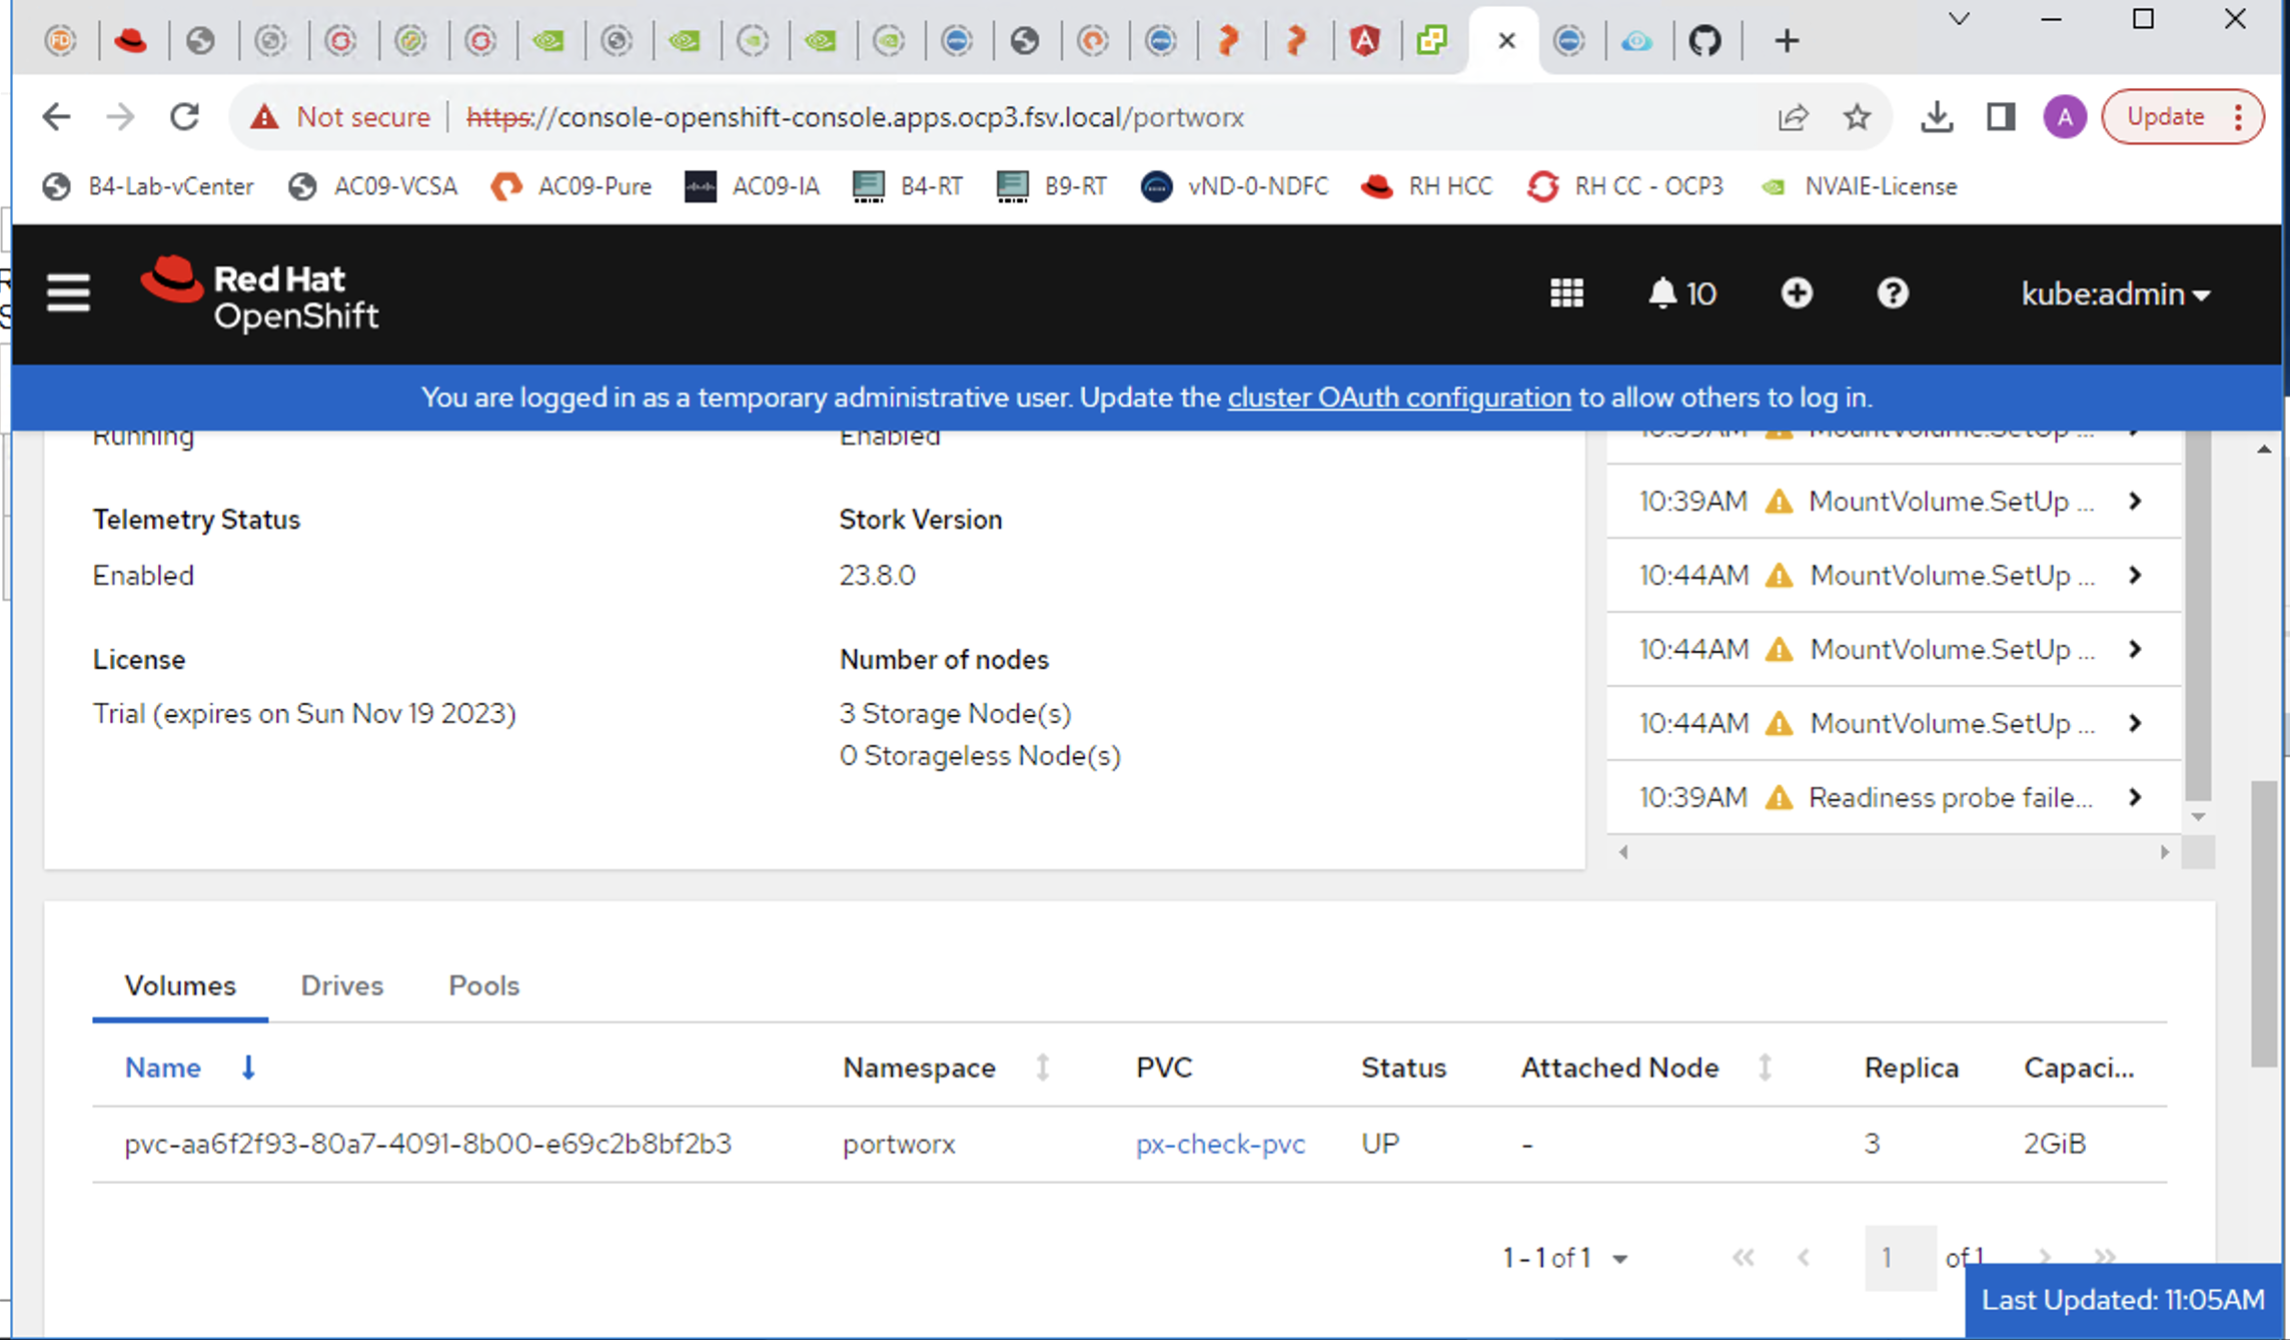 Not secure | https://console-openshift-console.apps.ocp3.fsv.local/portworx
A
Update
B4-Lab-vCenter AC09-VCSA AC09-Pure AC09-IA B4-RT B9-RT vND-0-NDFC RH HCC RH CC - OCP3 NVAIE-License
Red Hat
OpenShift
10
kube:admin
You are logged in as a temporary administrative user. Update the cluster OAuth configuration to allow others to log in.
Running
Enabled
Telemetry Status
Enabled
Stork Version
23.8.0
License
Trial (expires on Sun Nov 19 2023)
Number of nodes
3 Storage Node(s)
0 Storageless Node(s)
10:39AM MountVolume.SetUp ...
10:39AM MountVolume.SetUp ...
10:44AM MountVolume.SetUp ...
10:44AM MountVolume.SetUp ...
10:44AM MountVolume.SetUp ...
10:39AM Readiness probe faile...
Volumes Drives Pools
Name Namespace PVC Status Attached Node Replica Capaci...
pvc-aa6f2f93-80a7-4091-8b00-e69c2b8bf2b3 portworx px-check-pvc UP - 3 2GiB
1 - 1 of 1
1 of 1
Last Updated: 11:05AM